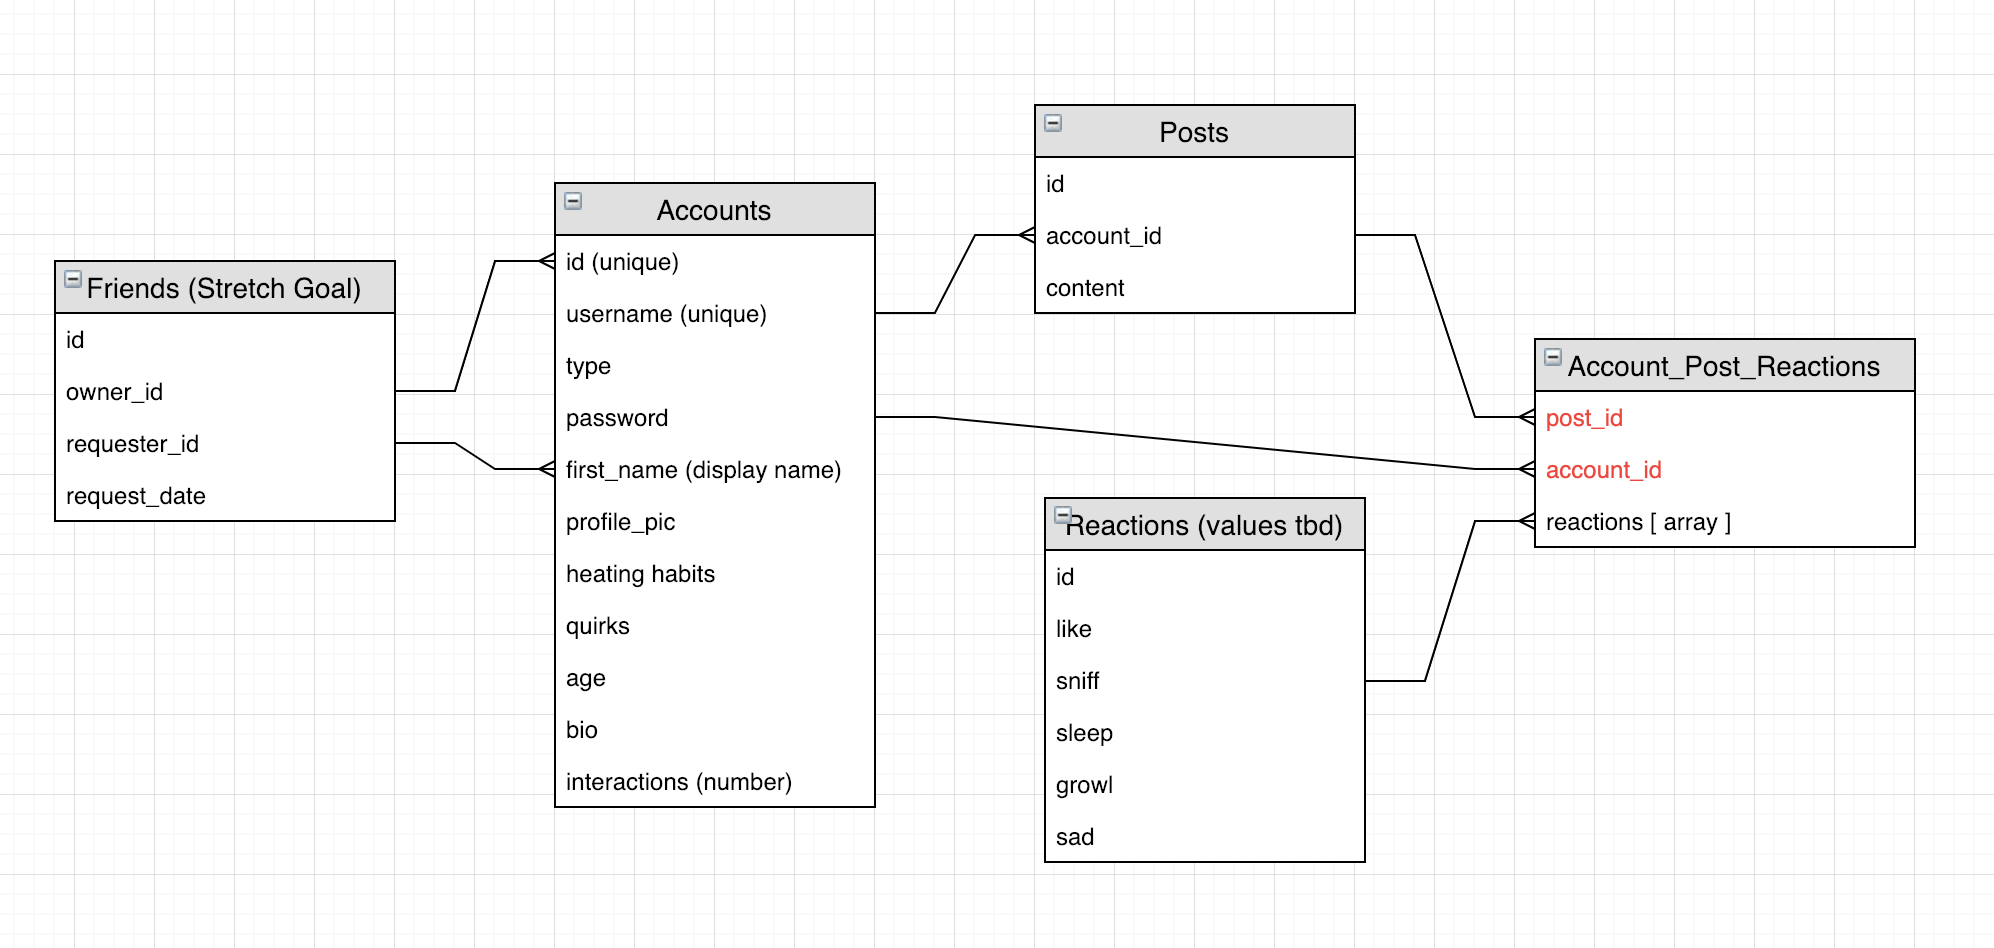 Friends (Stretch Goal)
id
owner_id
requester_id
request_date
Accounts
id (unique)
username (unique)
type
password
first_name (display name)
profile_pic
heating habits
quirks
age
bio
interactions (number)
Posts
id
account_id
content
Reactions (values tbd)
id
like
sniff
sleep
growl
sad
Account_Post_Reactions
post_id
account_id
reactions [ array ]